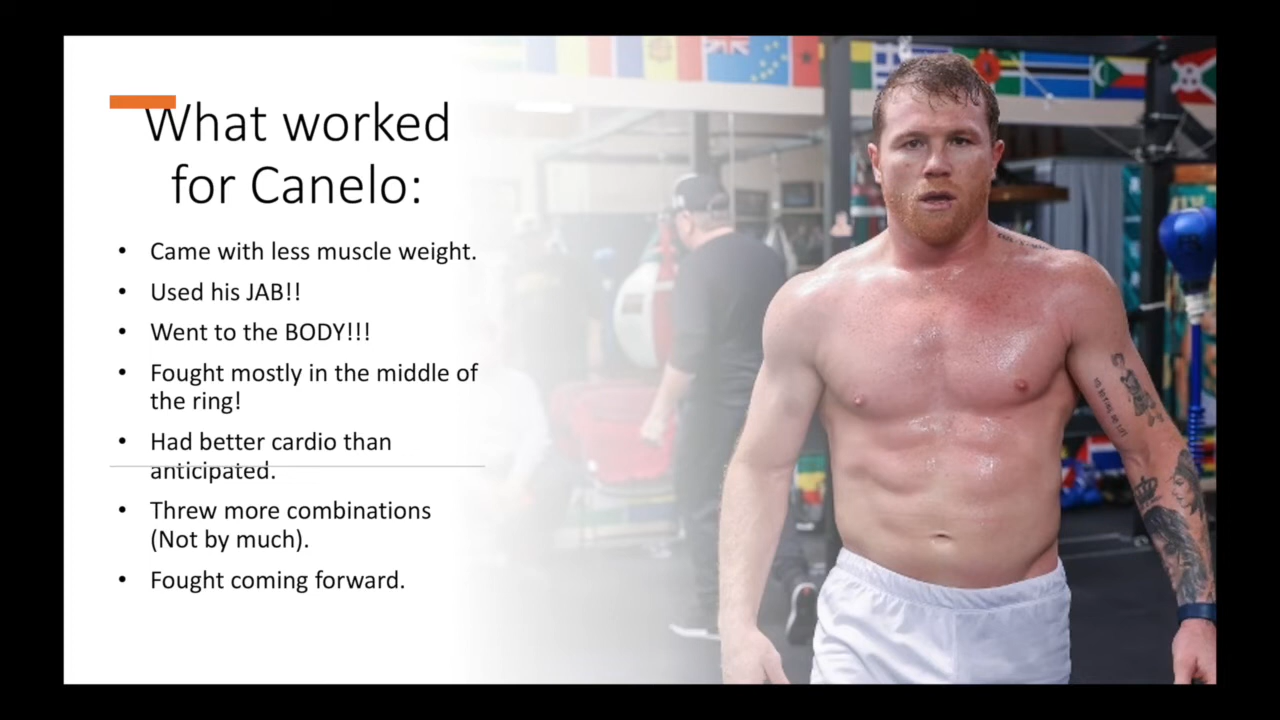 What worked
for Canelo:
• Came with less muscle weight.
• Used his JAB!!
• Went to the BODY!!!
• Fought mostly in the middle of
the ring!
• Had better cardio than
anticipated.
• Threw more combinations
(Not by much).
• Fought coming forward.